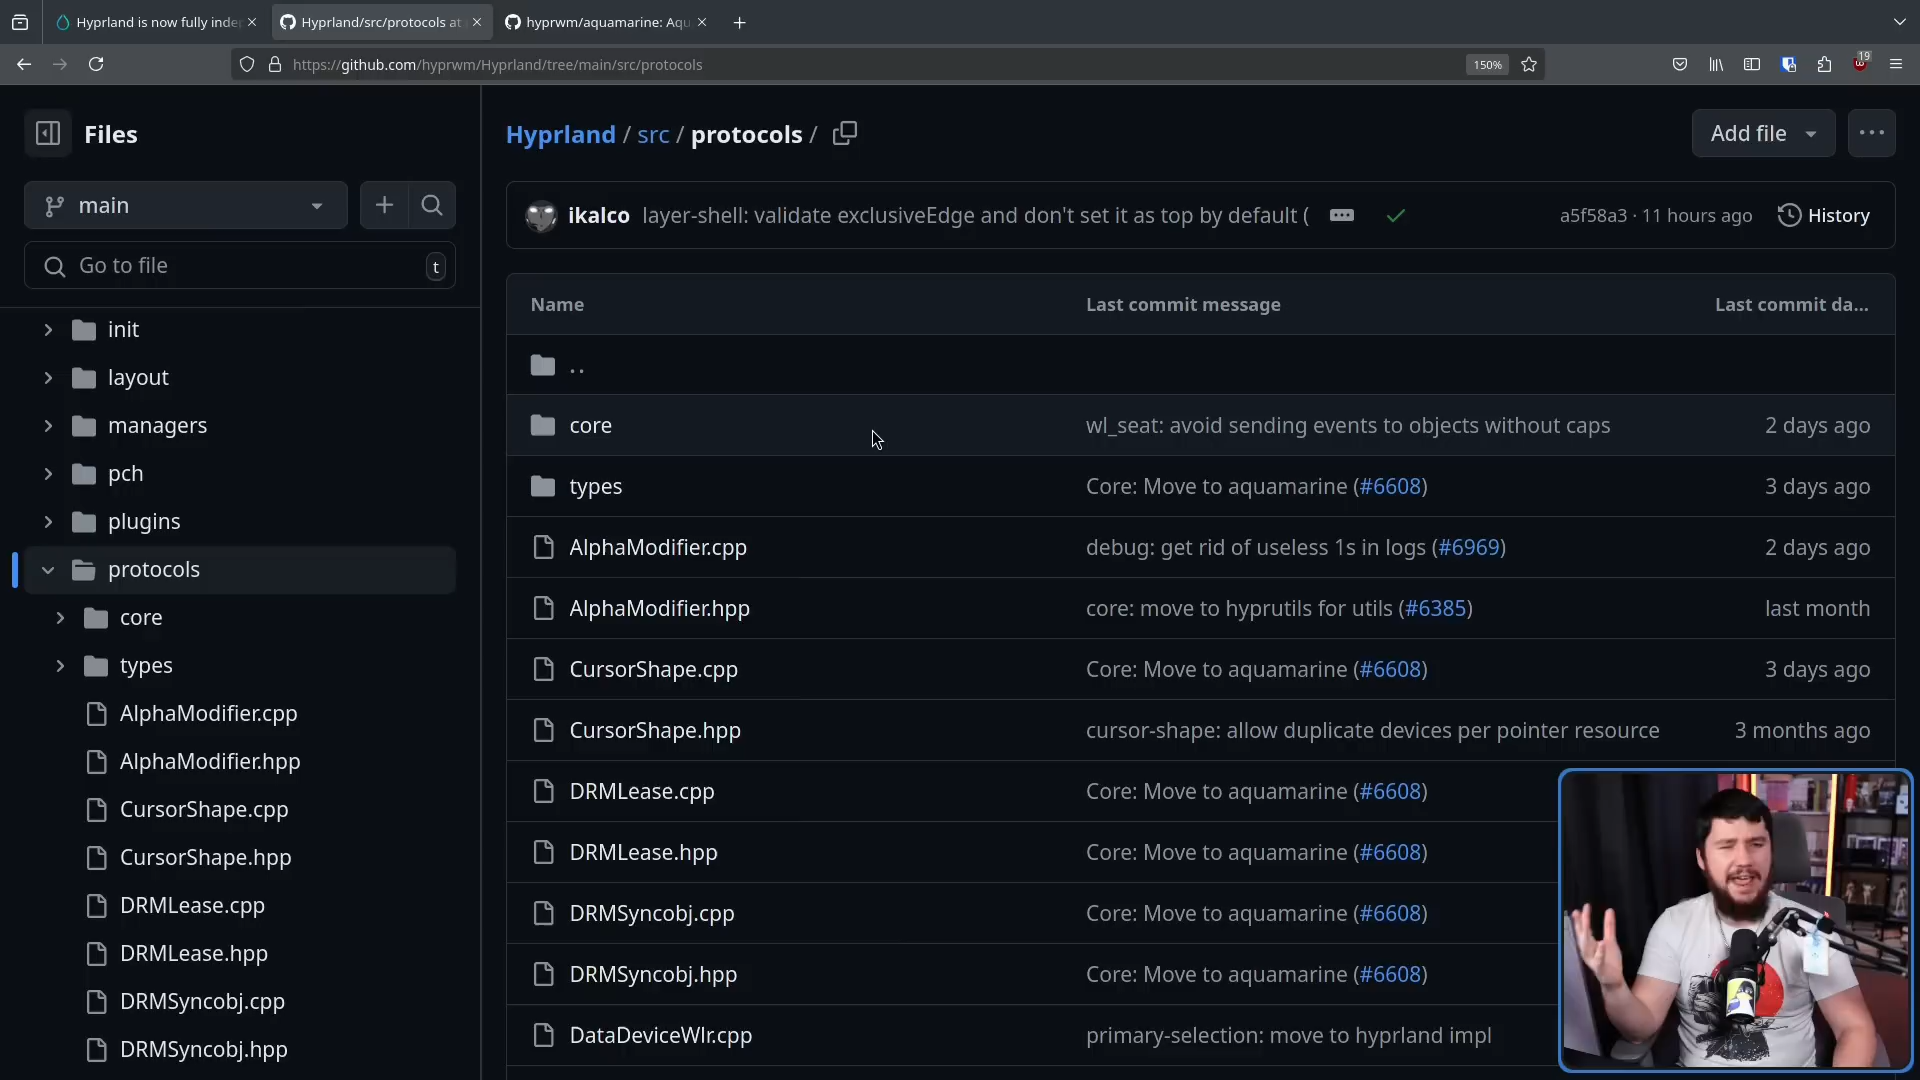 Hyprland is now fully inde
Hyprland/src/protocols at
hyprwm/aquamarine: Aqu
https://github.com/hyprwm/Hyprland/tree/main/src/protocols
150%
19
Files
Hyprland / src / protocols /
Add file
main
ikalco layer-shell: validate exclusiveEdge and don't set it as top by default (
a5f58a3 · 11 hours ago
History
Go to file
t
Name
Last commit message
Last commit da...
..
core
wl_seat: avoid sending events to objects without caps
2 days ago
types
Core: Move to aquamarine (#6608)
3 days ago
AlphaModifier.cpp
debug: get rid of useless 1s in logs (#6969)
2 days ago
AlphaModifier.hpp
core: move to hyprutils for utils (#6385)
last month
CursorShape.cpp
Core: Move to aquamarine (#6608)
3 days ago
CursorShape.hpp
cursor-shape: allow duplicate devices per pointer resource
3 months ago
DRMLease.cpp
Core: Move to aquamarine (#6608)
DRMLease.hpp
Core: Move to aquamarine (#6608)
DRMSyncobj.cpp
Core: Move to aquamarine (#6608)
DRMSyncobj.hpp
Core: Move to aquamarine (#6608)
DataDeviceWlr.cpp
primary-selection: move to hyprland impl
init
layout
managers
pch
plugins
protocols
core
types
AlphaModifier.cpp
AlphaModifier.hpp
CursorShape.cpp
CursorShape.hpp
DRMLease.cpp
DRMLease.hpp
DRMSyncobj.cpp
DRMSyncobj.hpp